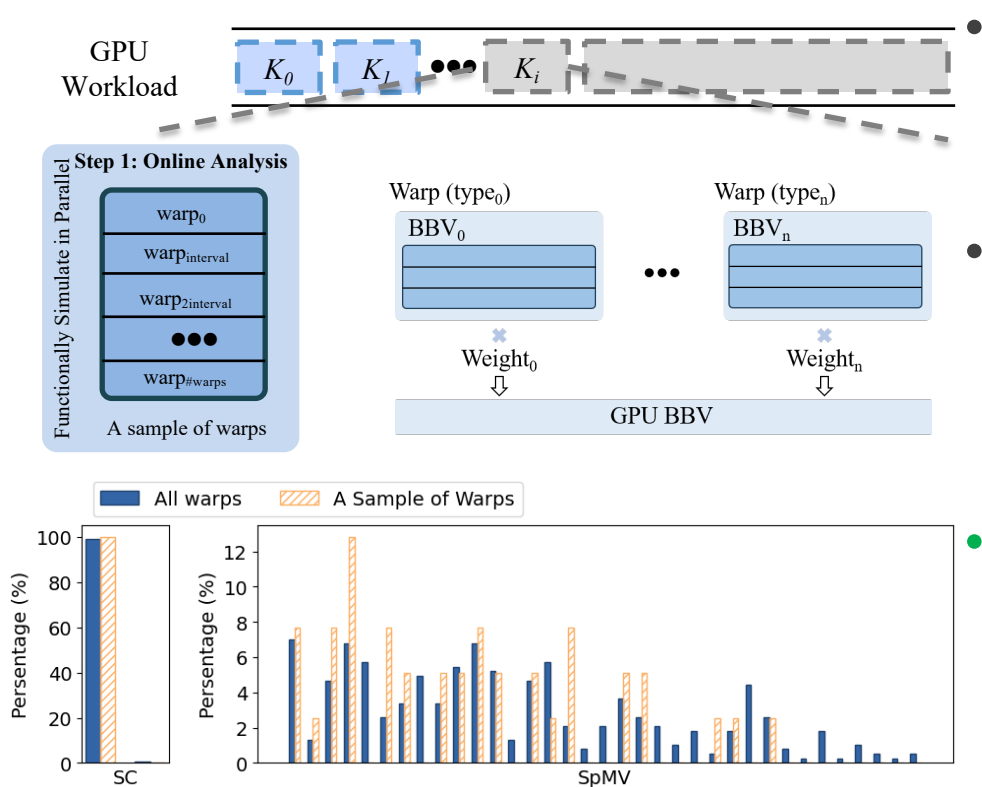 GPU
Workload
K0
K1
●●●
Ki
Step 1: Online Analysis
Functionally Simulate in Parallel
warp0
warpinterval
warp2interval
●●●
warp#warps
A sample of warps
Warp (type0)
BBV0
●●●
Warp (typen)
BBVn
×
Weight0
×
Weightn
GPU BBV
All warps
A Sample of Warps
Persentage (%)
100
80
60
40
20
0
SC
Persentage (%)
12
10
8
6
4
2
0
SpMV